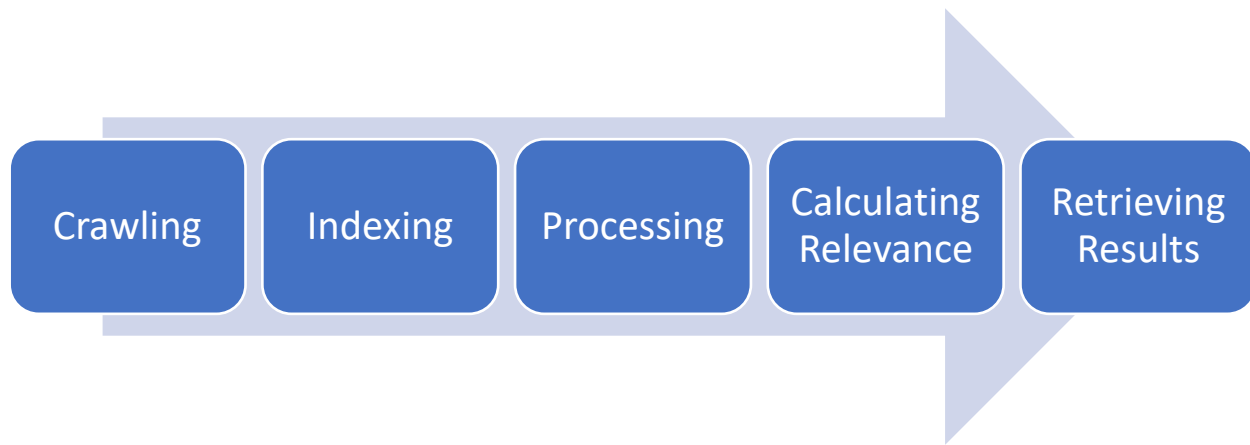 Crawling
Indexing
Processing
Calculating
Relevance
Retrieving
Results